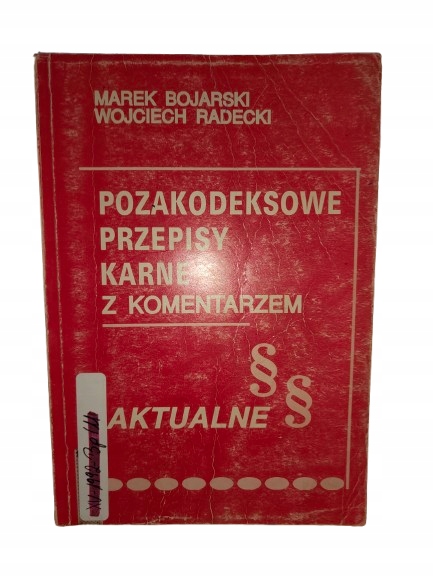 MAREK BOJARSKI
WOJCIECH RADECKI
POZAKODEKSOWE
PRZEPISY
KARNE
Z KOMENTARZEM
§
§
AKTUALNE